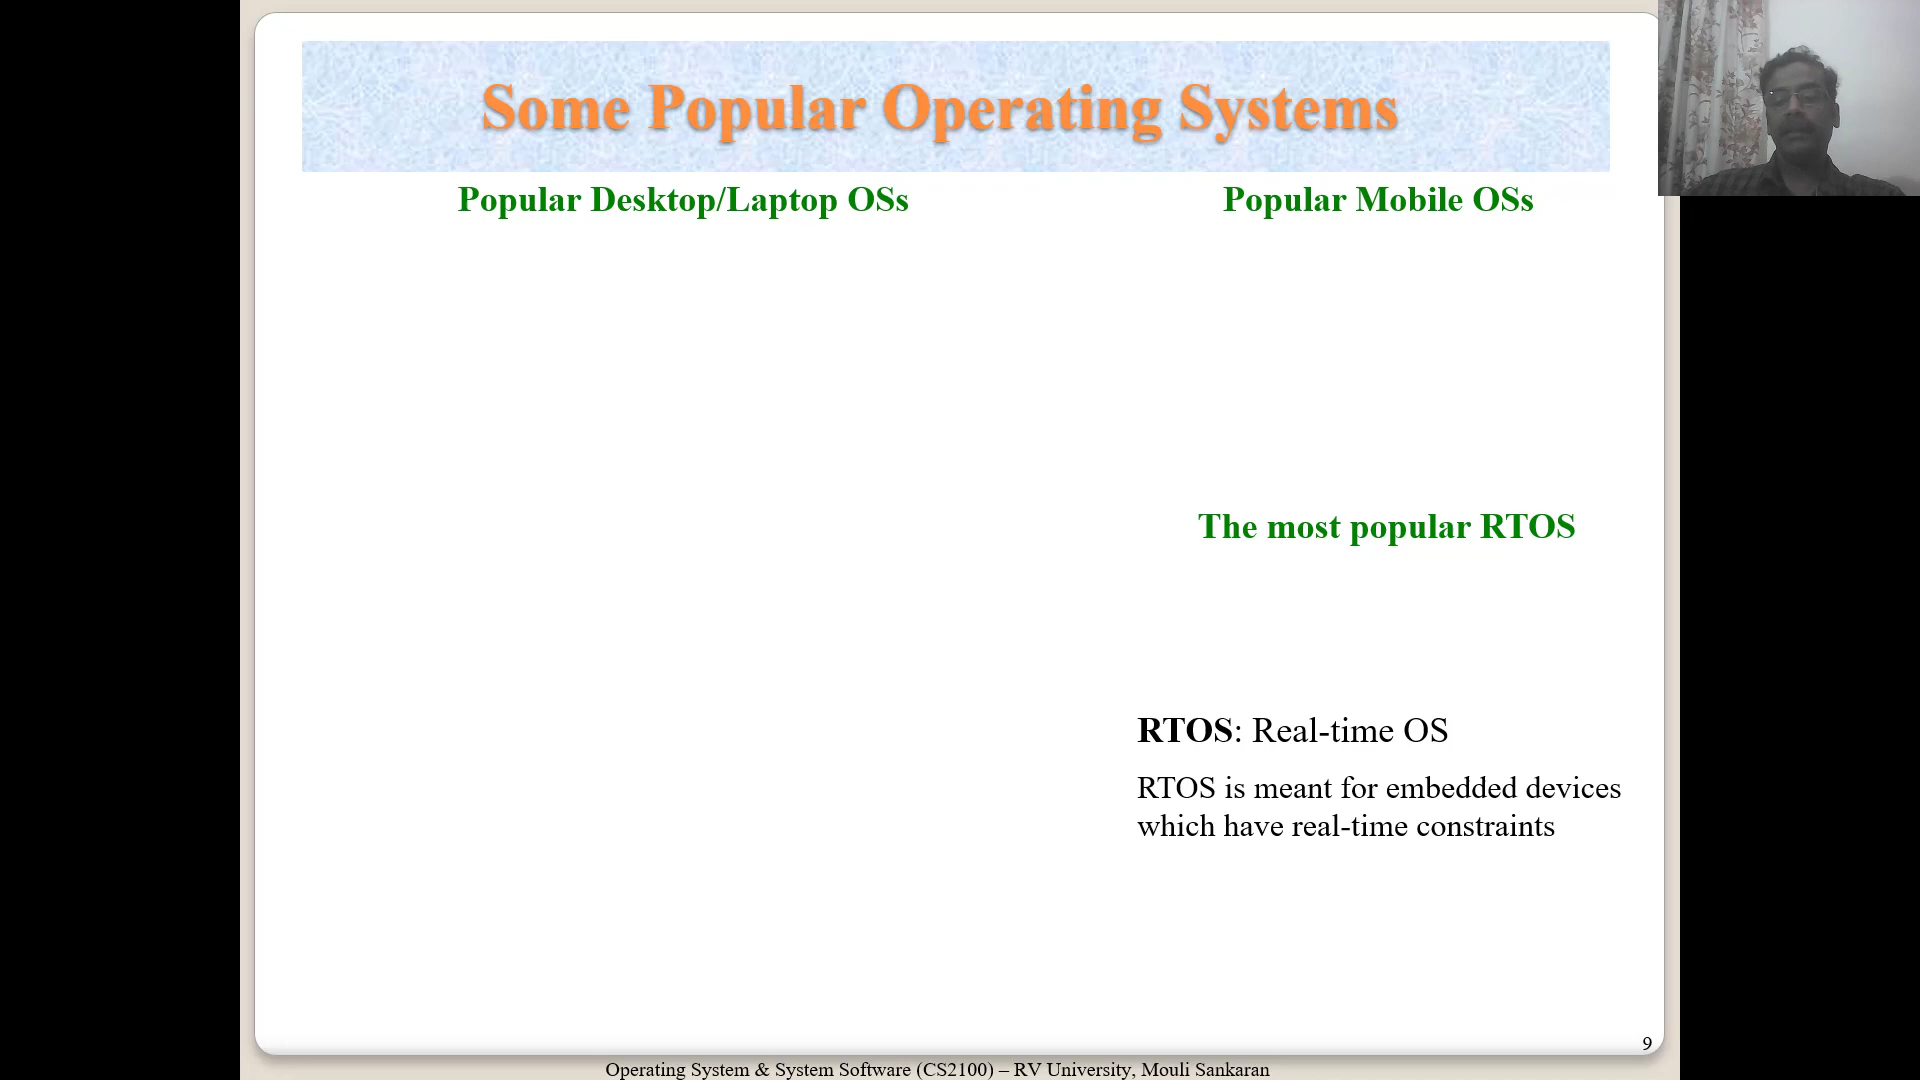 Some Popular Operating Systems
Popular Desktop/Laptop OSs
Popular Mobile OSs
The most popular RTOS
RTOS: Real-time OS
RTOS is meant for embedded devices
which have real-time constraints
9
Operating System & System Software (CS2100) – RV University, Mouli Sankaran